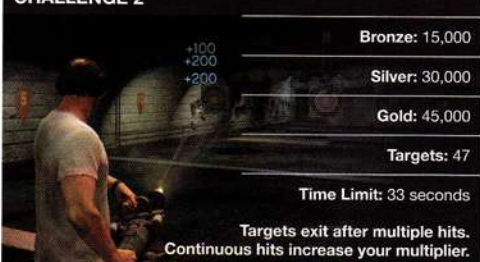 CHALLENGE 2
+100
+200
+200
Bronze: 15,000
Silver: 30,000
Gold: 45,000
Targets: 47
Time Limit: 33 seconds
Targets exit after multiple hits.
Continuous hits increase your multiplier.